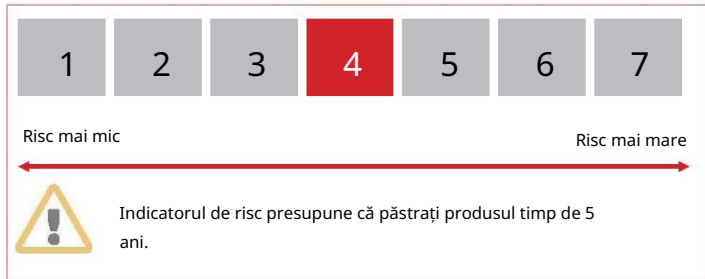 1 2 3 4 5 6 7
Risc mai mic
Risc mai mare
Indicatorul de risc presupune că păstrați produsul timp de 5
ani.